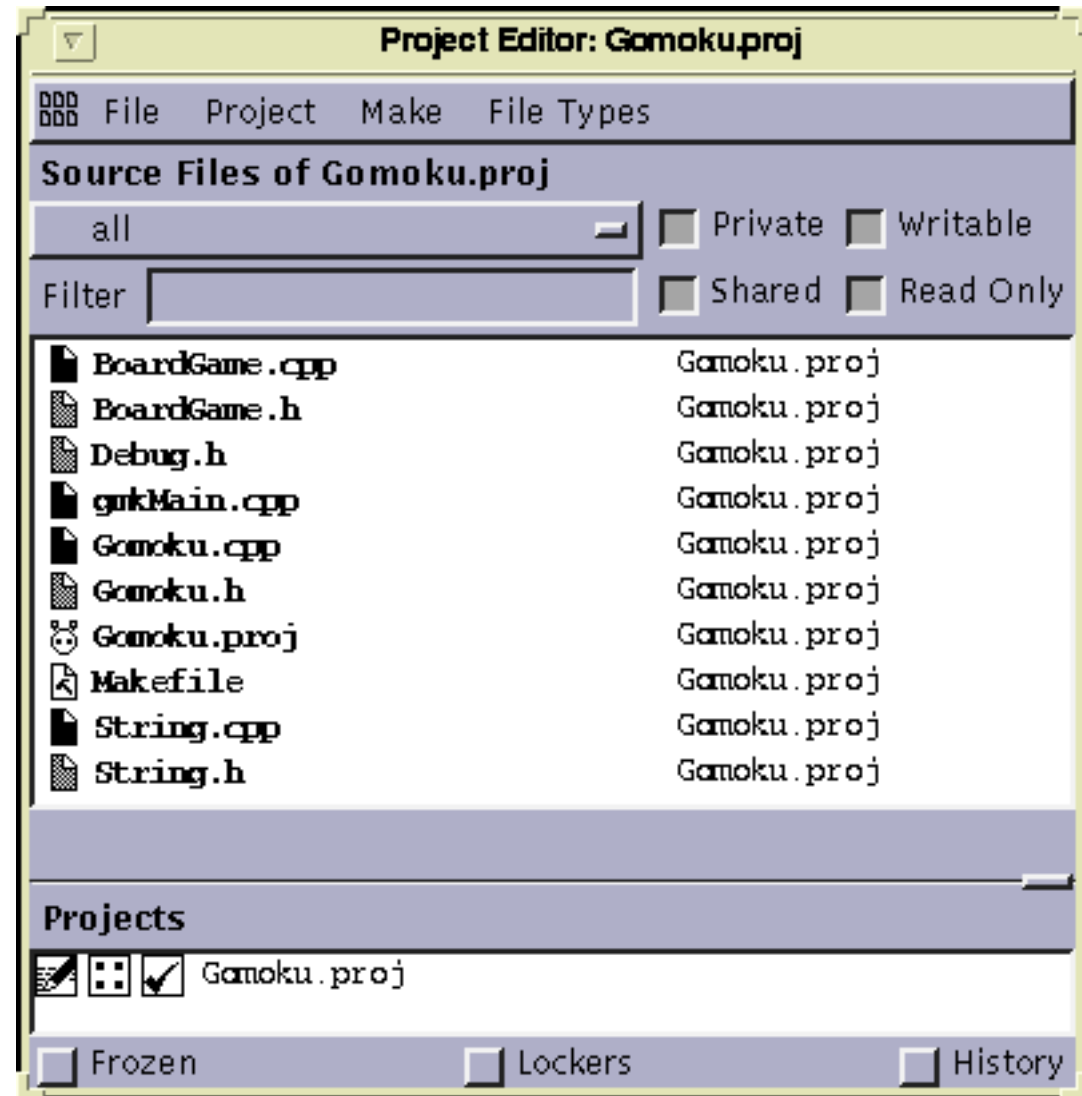 Project Editor: Gomoku.proj
File Project Make File Types
Source Files of Gomoku.proj
all Private Writable
Filter Shared Read Only
BoardGame.cpp Gomoku.proj
BoardGame.h Gomoku.proj
Debug.h Gomoku.proj
gmkMain.cpp Gomoku.proj
Gomoku.cpp Gomoku.proj
Gomoku.h Gomoku.proj
Gomoku.proj Gomoku.proj
Makefile Gomoku.proj
String.cpp Gomoku.proj
String.h Gomoku.proj
Projects
Gomoku.proj
Frozen Lockers History